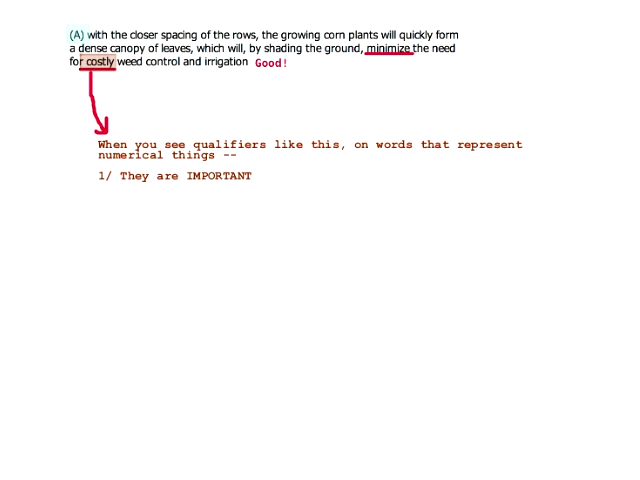 (A) with the closer spacing of the rows, the growing corn plants will quickly form
a dense canopy of leaves, which will, by shading the ground, minimize the need
for costly weed control and irrigation Good!
When you see qualifiers like this, on words that represent
numerical things --
1/ They are IMPORTANT